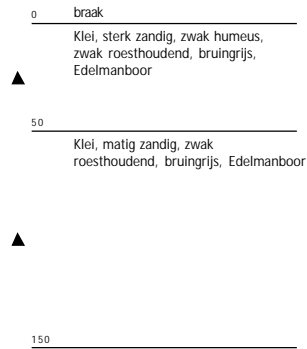 0 braak
Klei, sterk zandig, zwak humeus,
zwak roesthoudend, bruingrijs,
Edelmanboor
50
Klei, matig zandig, zwak
roesthoudend, bruingrijs, Edelmanboor
150